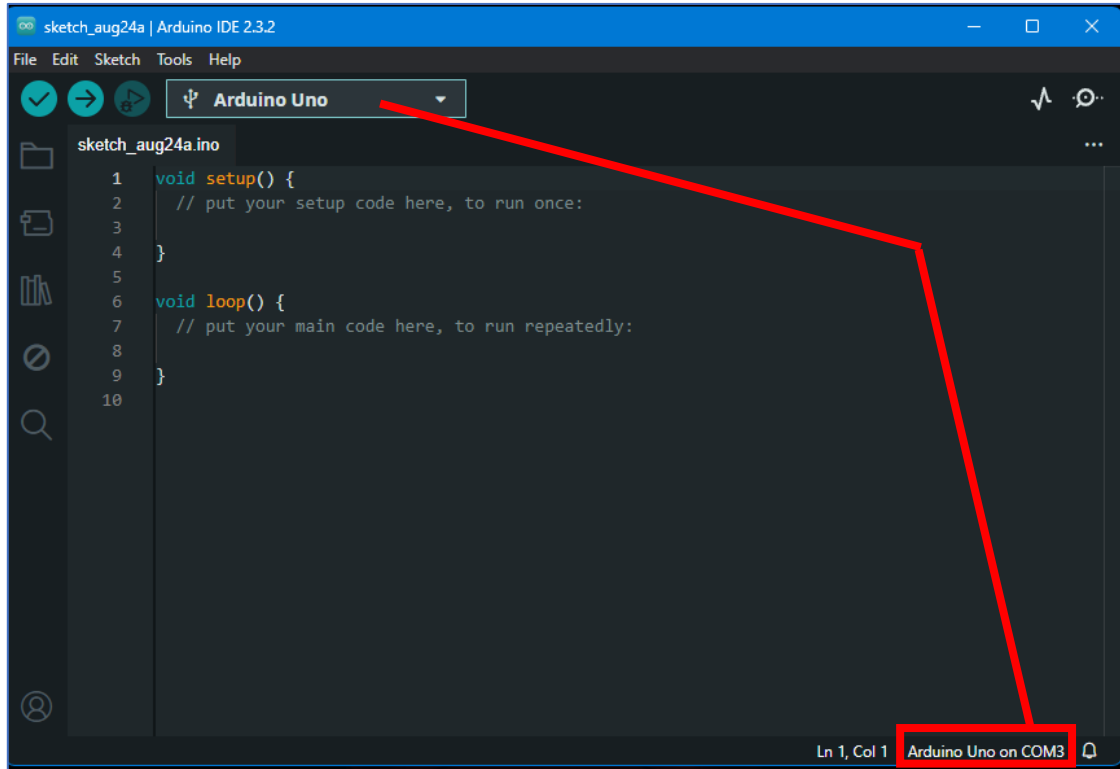 sketch_aug24a | Arduino IDE 2.3.2
File Edit Sketch Tools Help
Arduino Uno
sketch_aug24a.ino
1 void setup() {
2 // put your setup code here, to run once:
3
4 }
5
6 void loop() {
7 // put your main code here, to run repeatedly:
8
9 }
10
Ln 1, Col 1 Arduino Uno on COM3